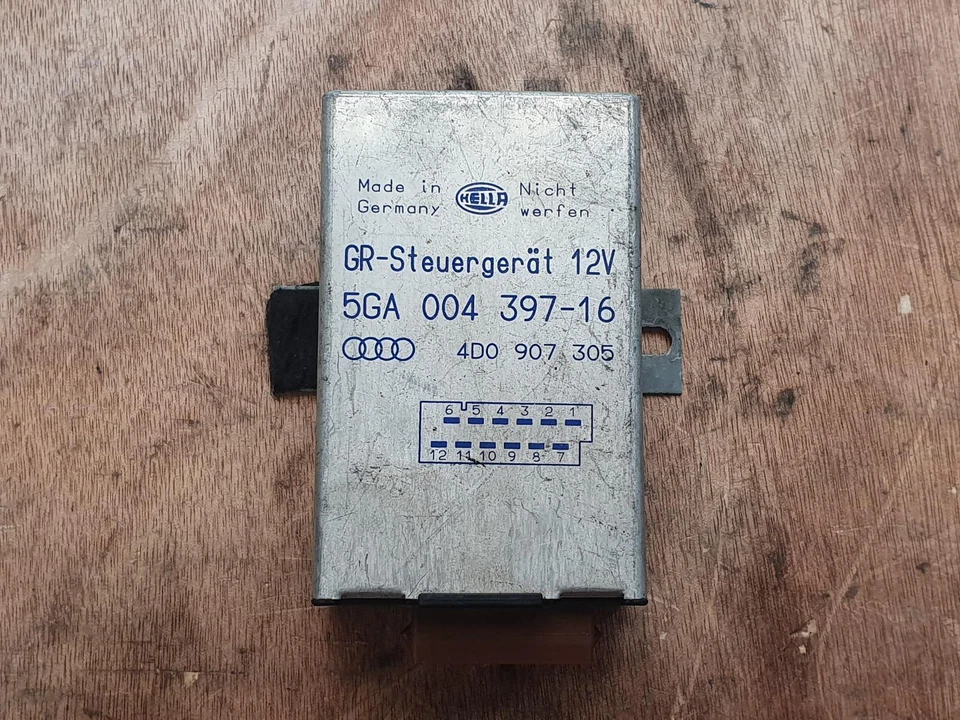 Made in HELLA Nicht
Germany werfen
GR-Steuergerät 12V
5GA 004 397-16
4D0 907 305
6 5 4 3 2 1
12 11 10 9 8 7